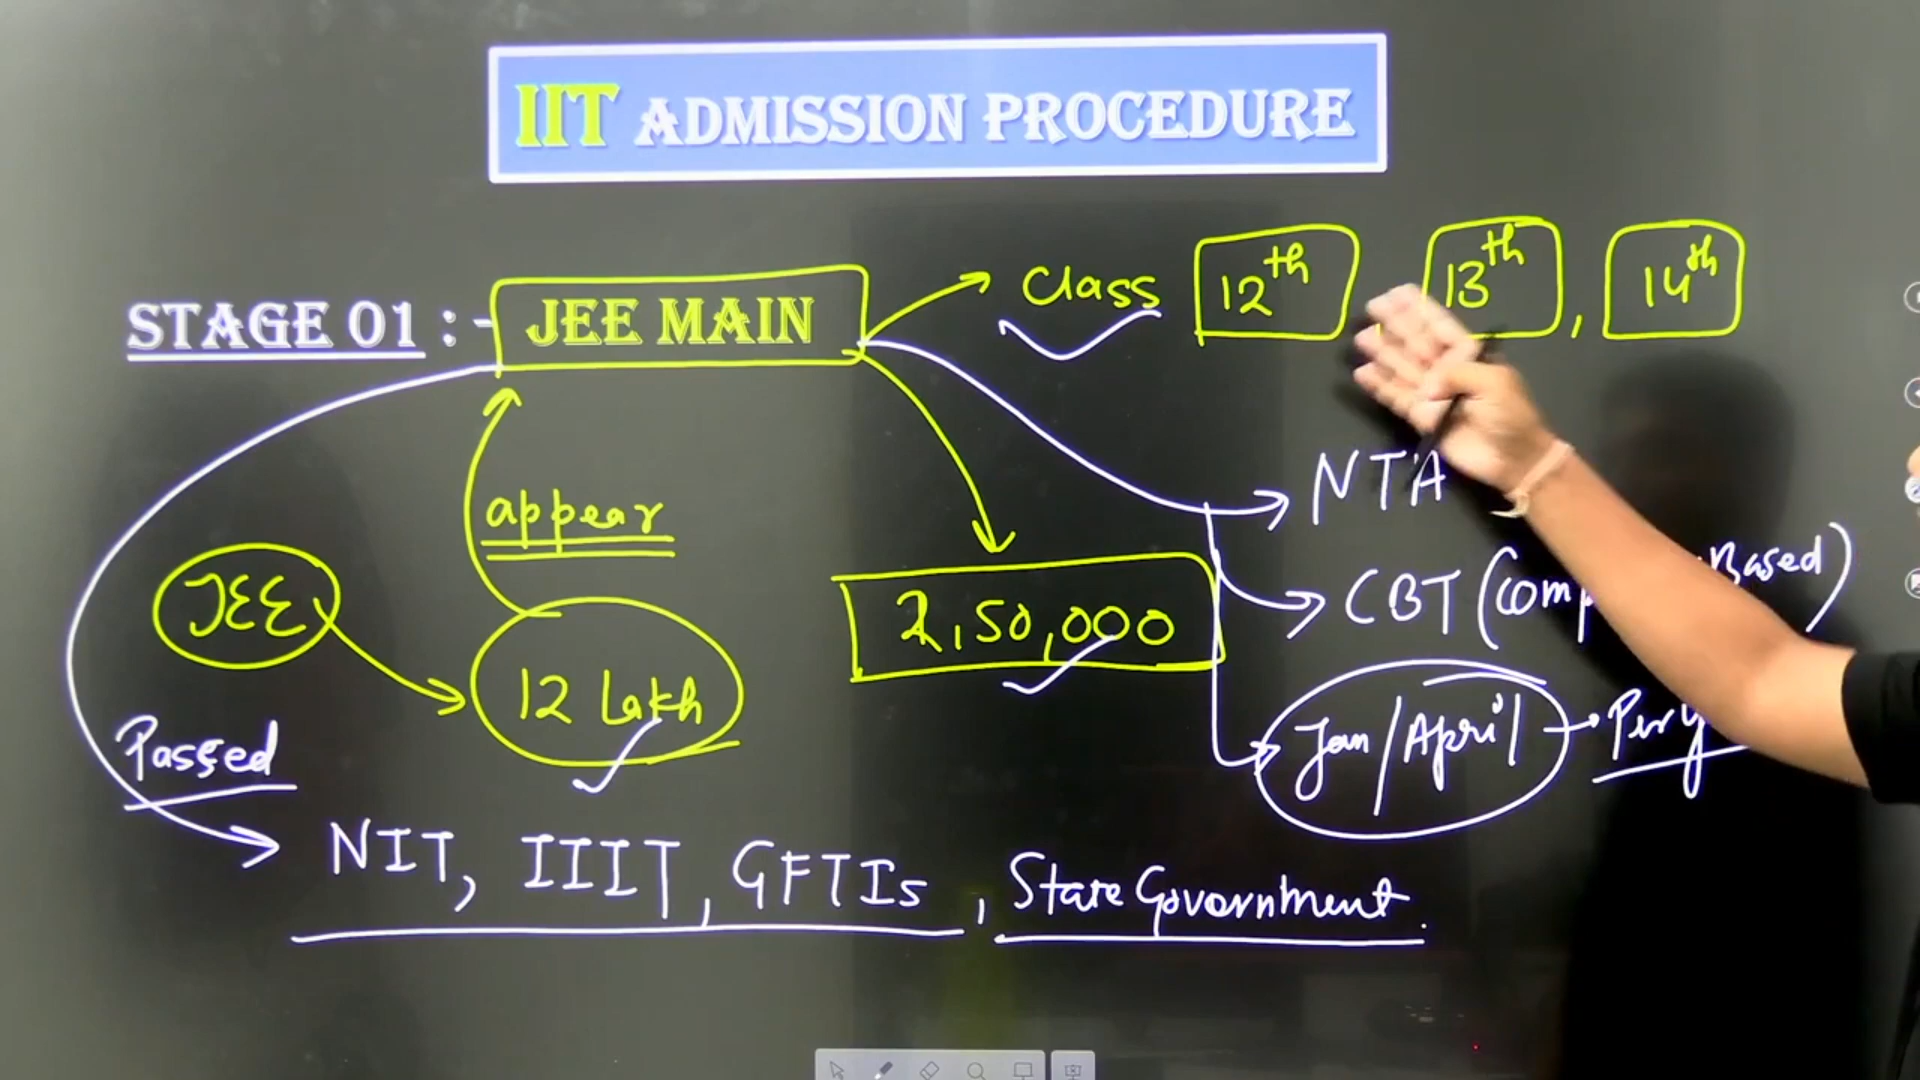 IIT ADMISSION PROCEDURE
STAGE 01 :- JEE MAIN
Class 12th 13th, 14th
NTA
appear
CBT (Comp Based)
JEE
12 Lakh
2,50,000
Jan/April
Passed
NIT, IIIT, GFTIs, State Government.